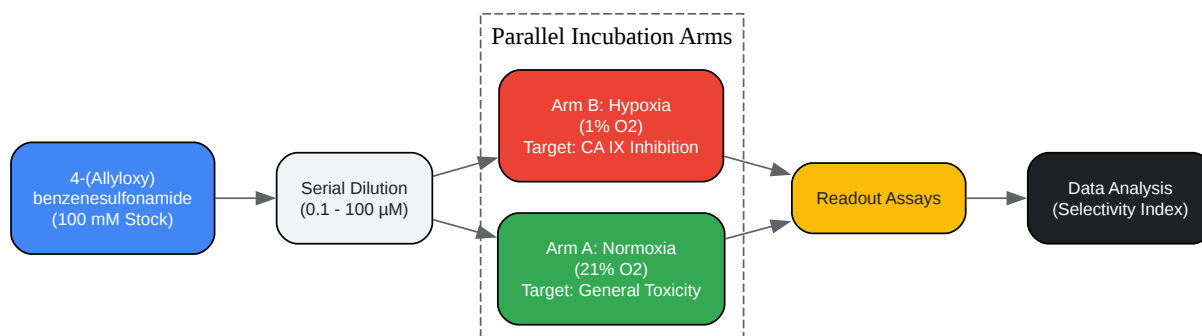 Parallel Incubation Arms
4-(Allyloxy)
benzenesulfonamide
(100 mM Stock)
Serial Dilution
(0.1 - 100 µM)
Arm B: Hypoxia
(1% O2)
Target: CA IX Inhibition
Arm A: Normoxia
(21% O2)
Target: General Toxicity
Readout Assays
Data Analysis
(Selectivity Index)